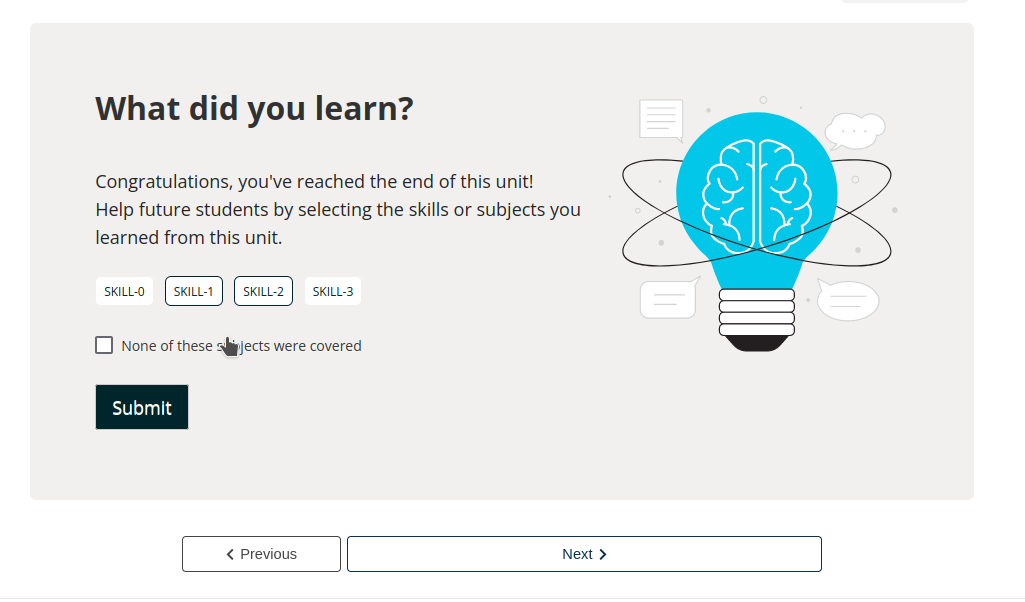 What did you learn?
Congratulations, you've reached the end of this unit!
Help future students by selecting the skills or subjects you
learned from this unit.
SKILL-0 SKILL-1 SKILL-2 SKILL-3
None of these subjects were covered
Submit
Previous Next